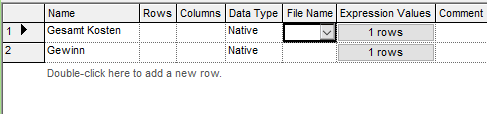 Name Rows Columns Data Type File Name Expression Values Comment
1 Gesamt Kosten Native 1 rows
2 Gewinn Native 1 rows
Double-click here to add a new row.